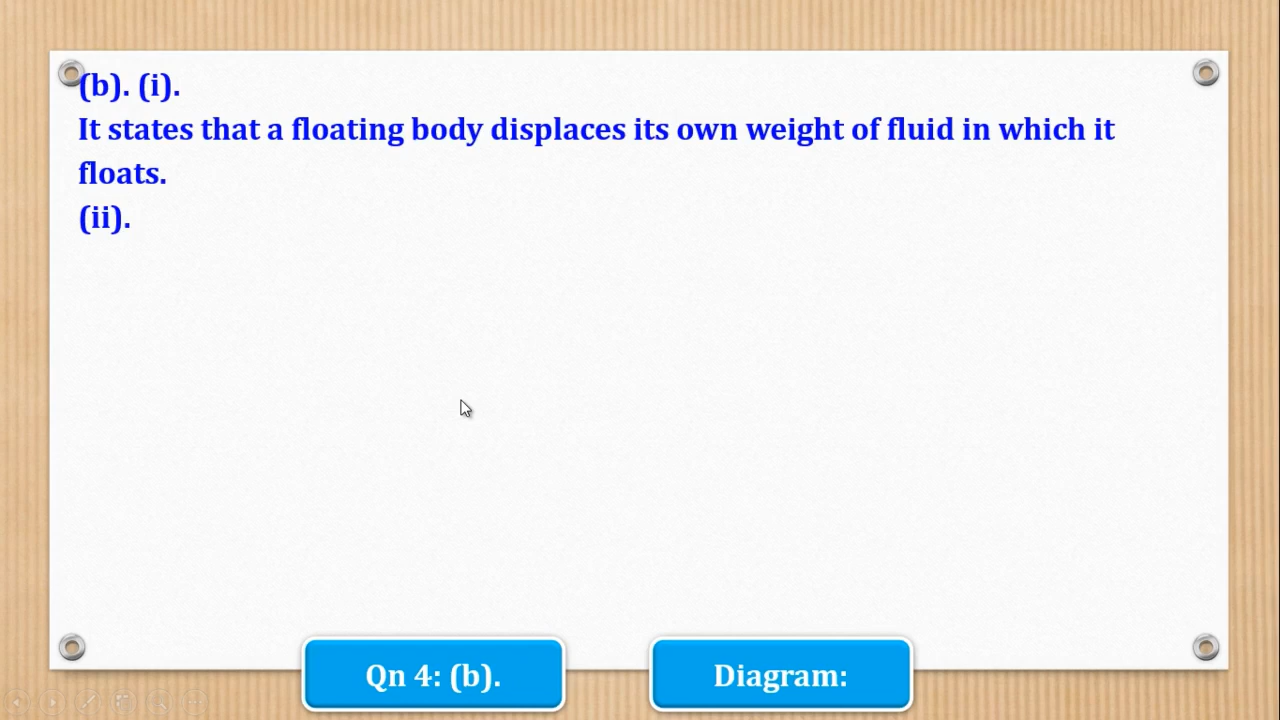 (b). (i).
It states that a floating body displaces its own weight of fluid in which it
floats.
(ii).
Qn 4: (b).
Diagram: